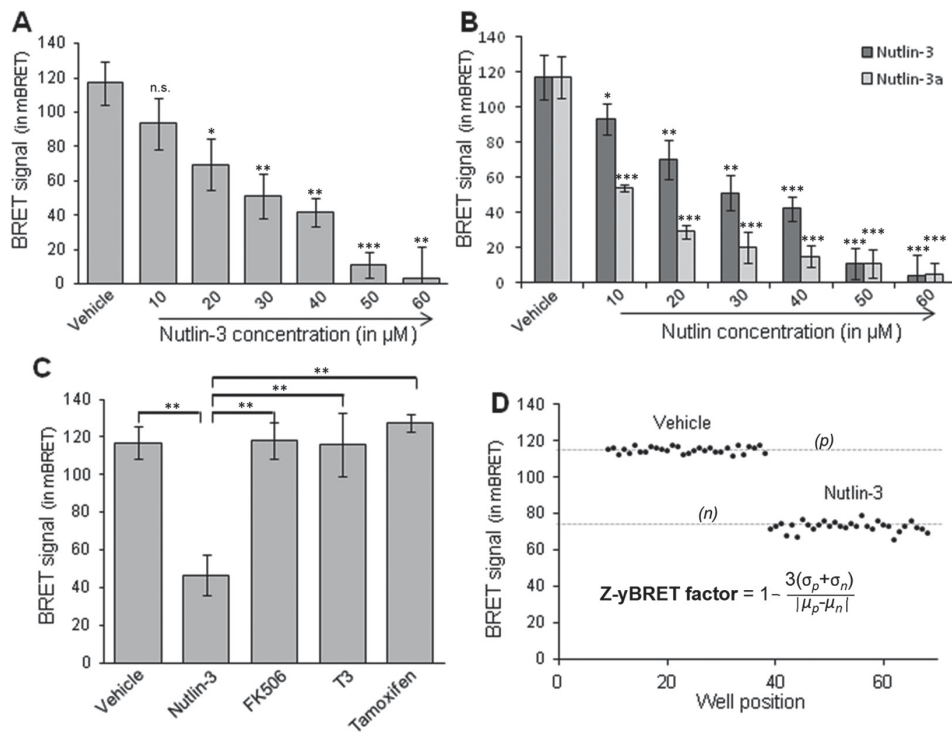 A
BRET signal (in mBRET)
140
120
100
80
60
40
20
0
n.s.
*
**
**
***
**
Vehicle
10
20
30
40
50
60
Nutlin-3 concentration (in µM)
B
BRET signal (in mBRET)
140
120
100
80
60
40
20
0
Nutlin-3
Nutlin-3a
*
***
**
***
**
***
***
***
***
***
***
***
Vehicle
10
20
30
40
50
60
Nutlin concentration (in µM)
C
BRET signal (in mBRET)
140
120
100
80
60
40
20
0
**
**
**
**
Vehicle
Nutlin-3
FK506
T3
Tamoxifen
D
BRET signal (in mBRET)
140
120
100
80
60
40
20
0
Vehicle
(p)
Nutlin-3
(n)
Z-yBRET factor = 1- 3(σp+σn)
|µp-µn|
0 20 40 60
Well position